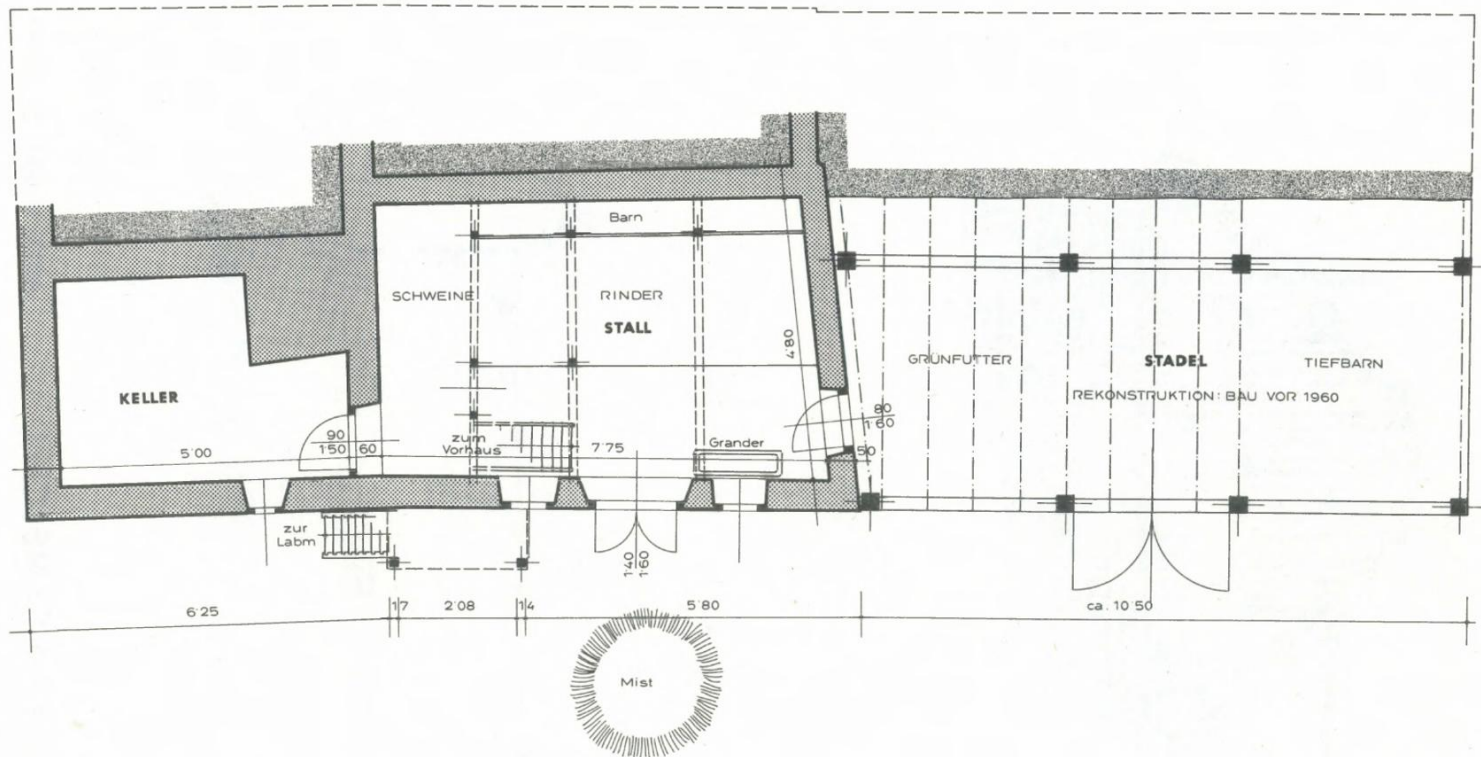 Barn
SCHWEINE
RINDER
STALL
4'80
GRÜNFUTTER
STADEL
TIEFBARN
REKONSTRUKTION: BAU VOR 1960
KELLER
80
1'60
50
90
1'50
60
5'00
zum
Vorhaus
7'75
Grander
zur
Labm
1'40
1'60
6'25
17
2'08
14
5'80
ca. 10'50
Mist